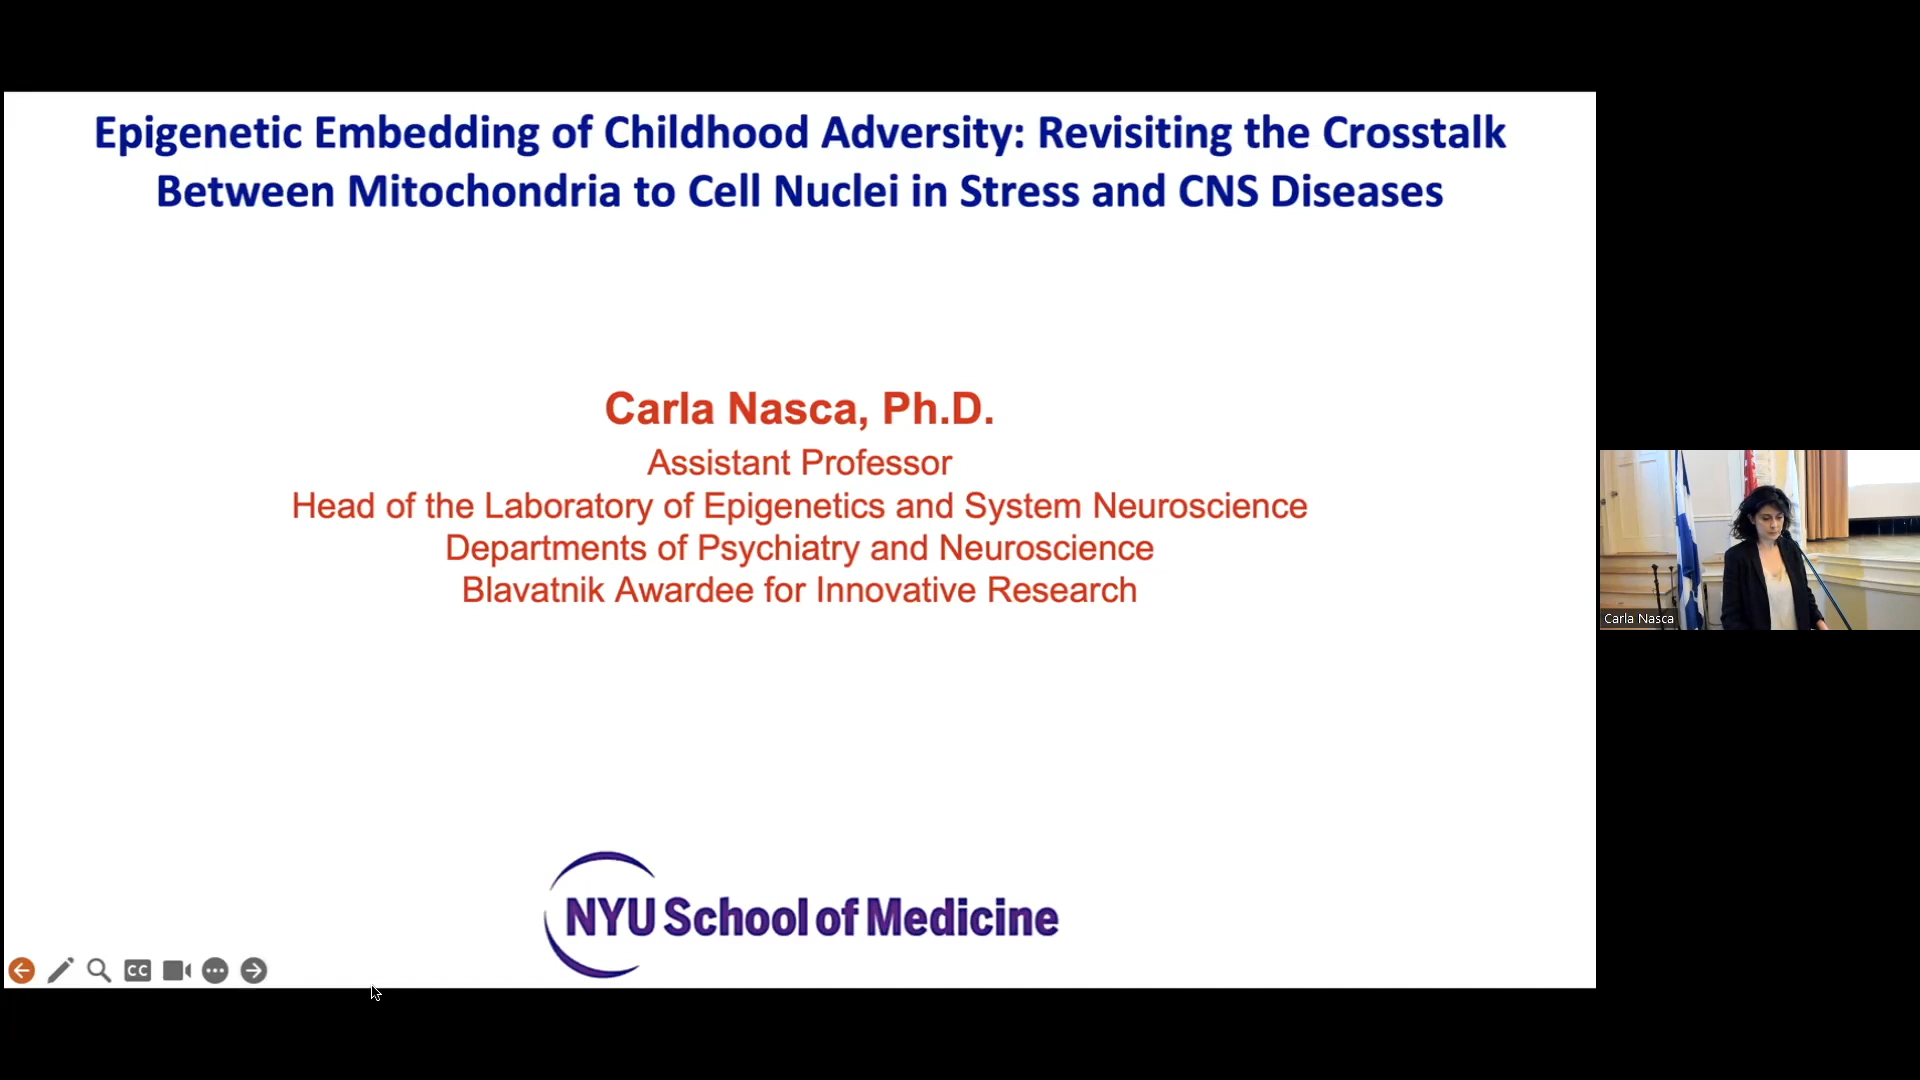 Epigenetic Embedding of Childhood Adversity: Revisiting the Crosstalk
Between Mitochondria to Cell Nuclei in Stress and CNS Diseases
Carla Nasca, Ph.D.
Assistant Professor
Head of the Laboratory of Epigenetics and System Neuroscience
Departments of Psychiatry and Neuroscience
Blavatnik Awardee for Innovative Research
NYU School of Medicine
CC
Carla Nasca